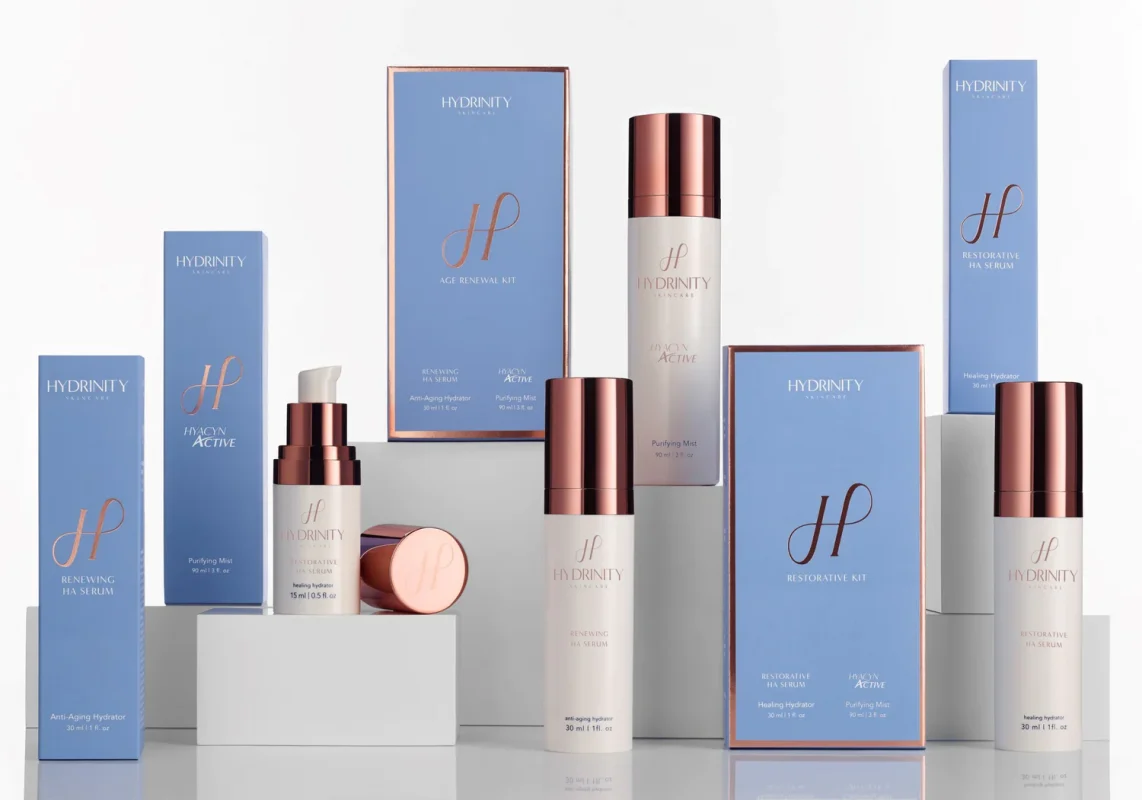 HYDRINITY
SKINCARE
H
RENEWING
HA SERUM
Anti-Aging Hydrator
30 ml | 1 fl. oz
HYDRINITY
SKINCARE
H
HYACYN
ACTIVE
Purifying Mist
90 ml | 3 fl. oz
H
HYDRINITY
SKINCARE
RESTORATIVE
HA SERUM
healing hydrator
15 ml | 0.5 fl. oz
H
HYDRINITY
SKINCARE
H
AGE RENEWAL KIT
RENEWING
HA SERUM
Anti-Aging Hydrator
30 ml | 1 fl. oz
HYACYN
ACTIVE
Purifying Mist
90 ml | 3 fl. oz
H
HYDRINITY
SKINCARE
RENEWING
HA SERUM
anti-aging hydrator
30 ml | 1fl. oz
H
HYDRINITY
SKINCARE
HYACYN
ACTIVE
Purifying Mist
90 ml | 3 fl. oz
HYDRINITY
SKINCARE
H
RESTORATIVE KIT
RESTORATIVE
HA SERUM
Healing Hydrator
30 ml | 1 fl. oz
HYACYN
ACTIVE
Purifying Mist
90 ml | 3 fl. oz
HYDRINITY
SKINCARE
H
RESTORATIVE
HA SERUM
Healing Hydrator
30 ml | 1
H
HYDRINITY
SKINCARE
RESTORATIVE
HA SERUM
healing hydrator
30 ml | 1fl. oz